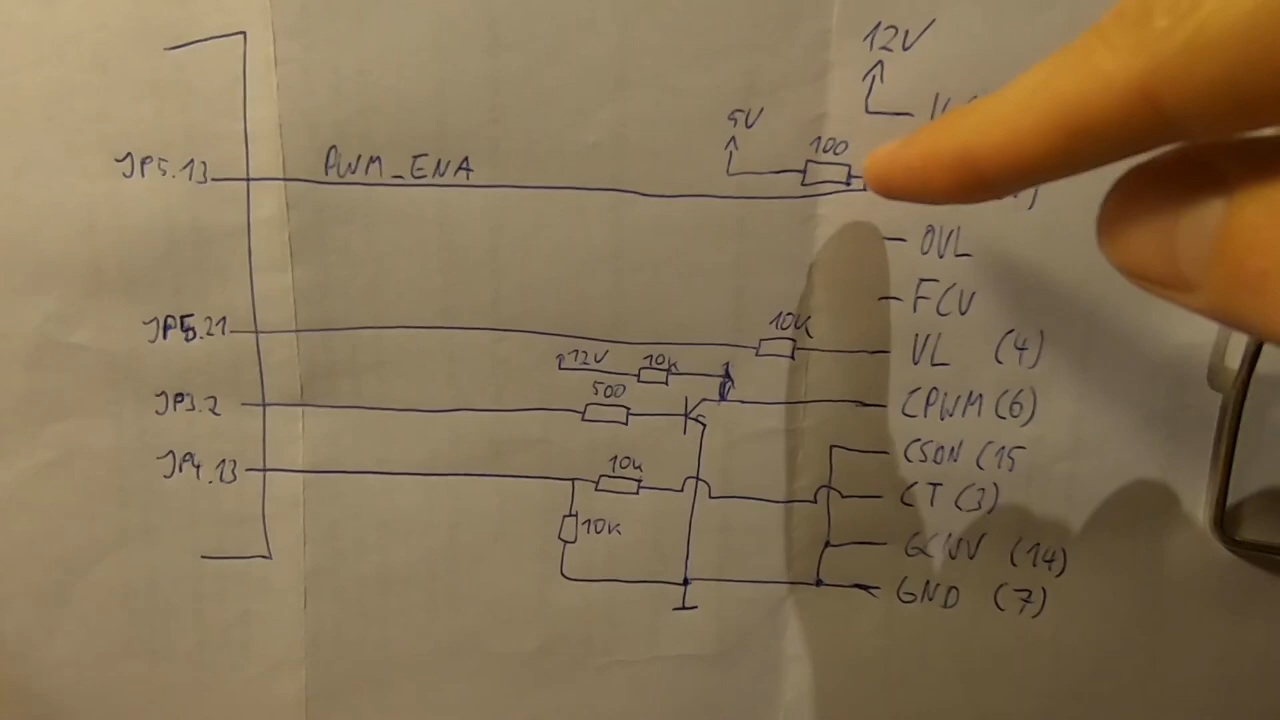 12V
5V
100
JP5.13
PWM_ENA
OVL
FCV
JP5.21
10K
VL (4)
12V
10K
JP3.2
500
CPWM (6)
CSON (15
JP4.13
10K
CT (3)
10K
(14)
GND (7)